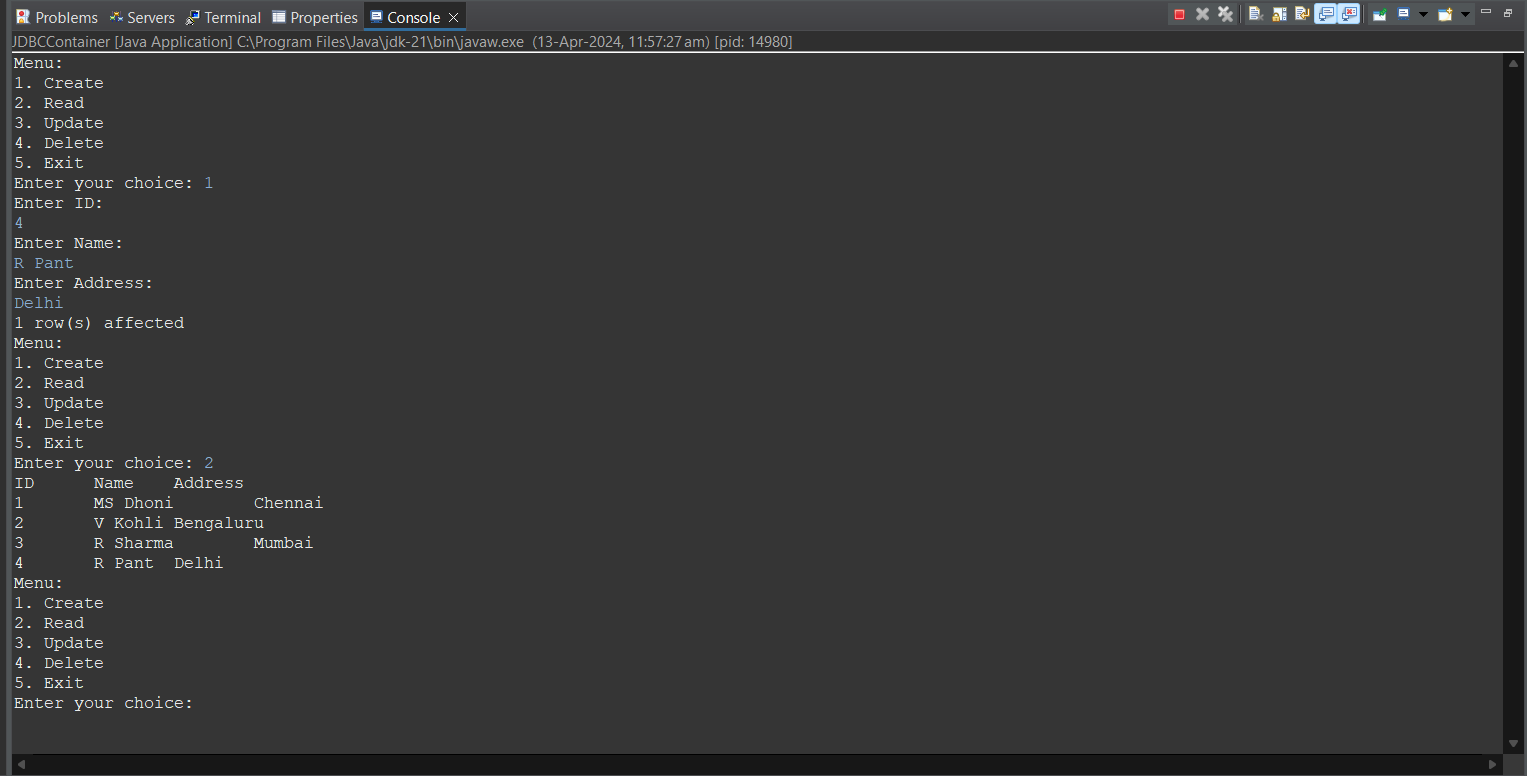 Problems Servers Terminal Properties Console
JDBCContainer [Java Application] C:\Program Files\Java\jdk-21\bin\javaw.exe (13-Apr-2024, 11:57:27 am) [pid: 14980]
Menu:
1. Create
2. Read
3. Update
4. Delete
5. Exit
Enter your choice: 1
Enter ID:
4
Enter Name:
R Pant
Enter Address:
Delhi
1 row(s) affected
Menu:
1. Create
2. Read
3. Update
4. Delete
5. Exit
Enter your choice: 2
ID Name Address
1 MS Dhoni Chennai
2 V Kohli Bengaluru
3 R Sharma Mumbai
4 R Pant Delhi
Menu:
1. Create
2. Read
3. Update
4. Delete
5. Exit
Enter your choice: